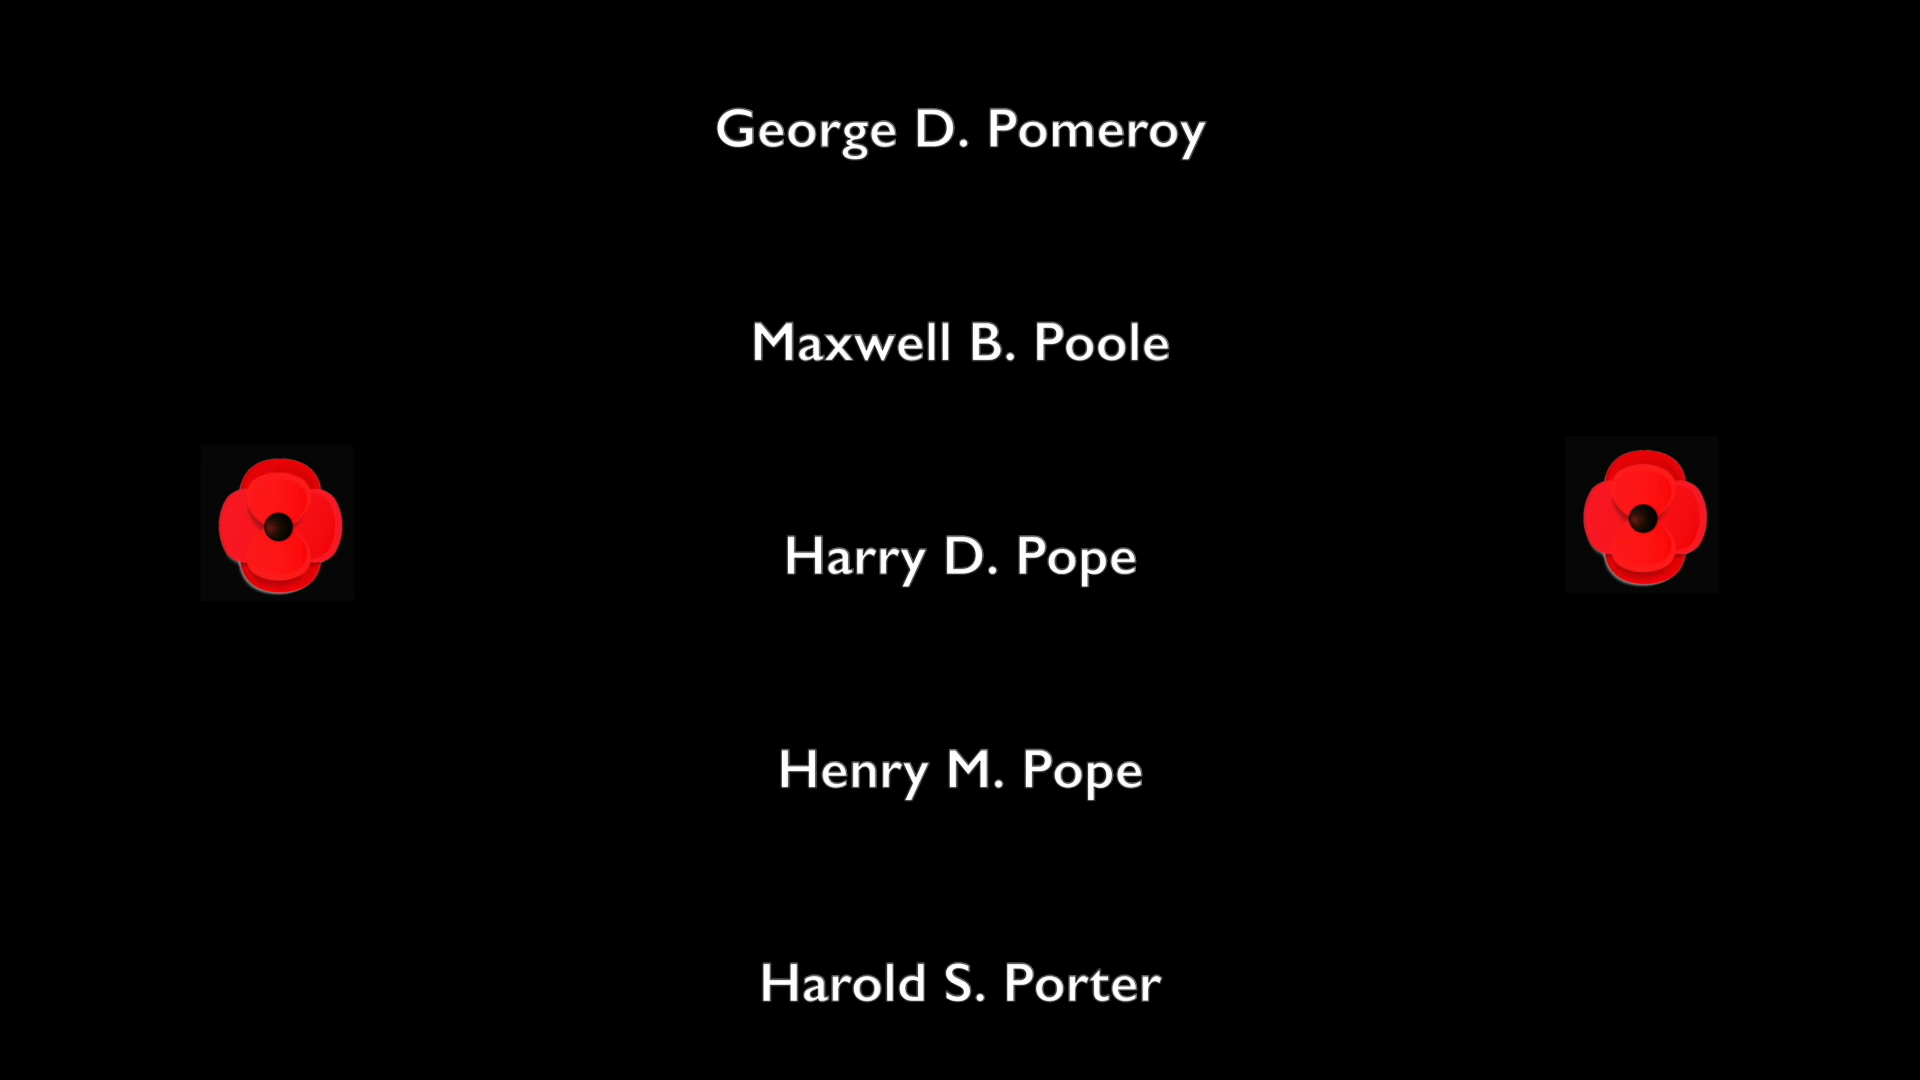 George D. Pomeroy
Maxwell B. Poole
Harry D. Pope
Henry M. Pope
Harold S. Porter